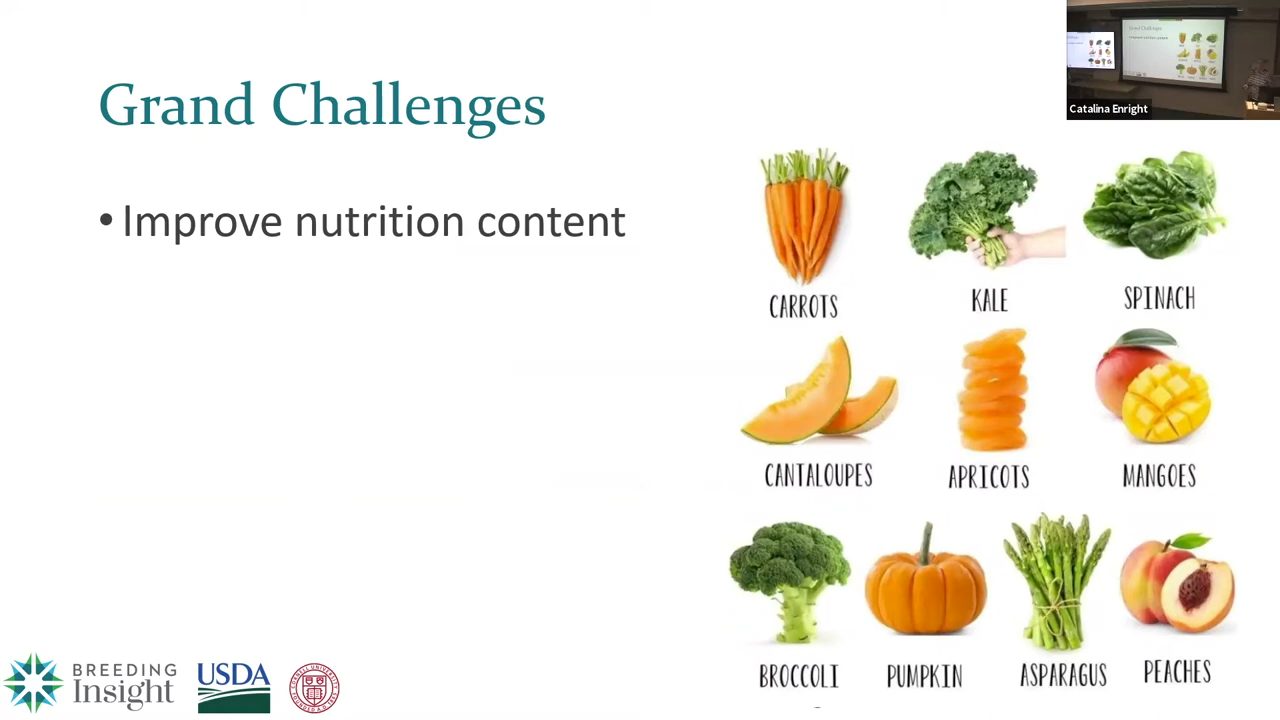 Grand Challenges
• Improve nutrition content
Catalina Enright
CARROTS
KALE
SPINACH
CANTALOUPES
APRICOTS
MANGOES
BROCCOLI
PUMPKIN
ASPARAGUS
PEACHES
BREEDING
Insight
USDA